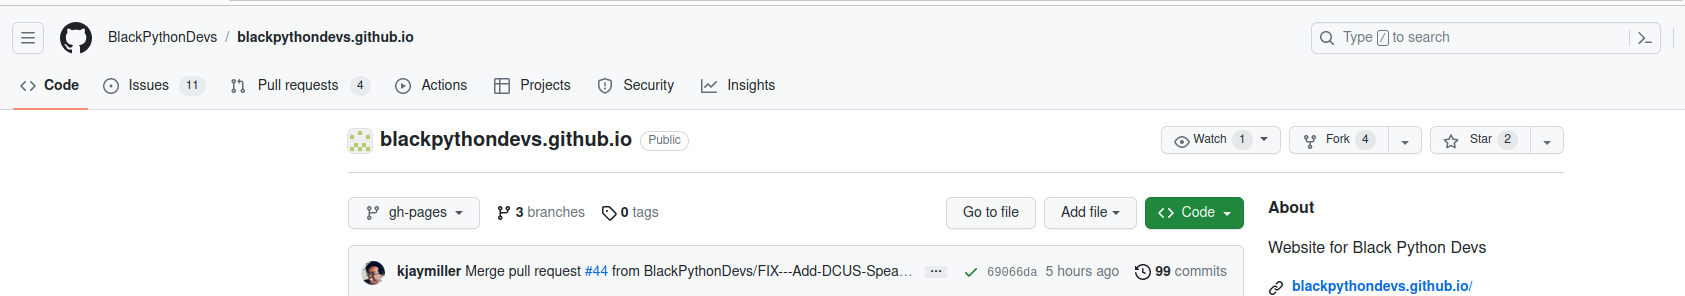 BlackPythonDevs / blackpythondevs.github.io
Type / to search
Code Issues 11 Pull requests 4 Actions Projects Security Insights
blackpythondevs.github.io Public
Watch 1 Fork 4 Star 2
gh-pages 3 branches 0 tags Go to file Add file Code
About
Website for Black Python Devs
kjaymiller Merge pull request #44 from BlackPythonDevs/FIX---Add-DCUS-Spea… ... 69066da 5 hours ago 99 commits
blackpythondevs.github.io/